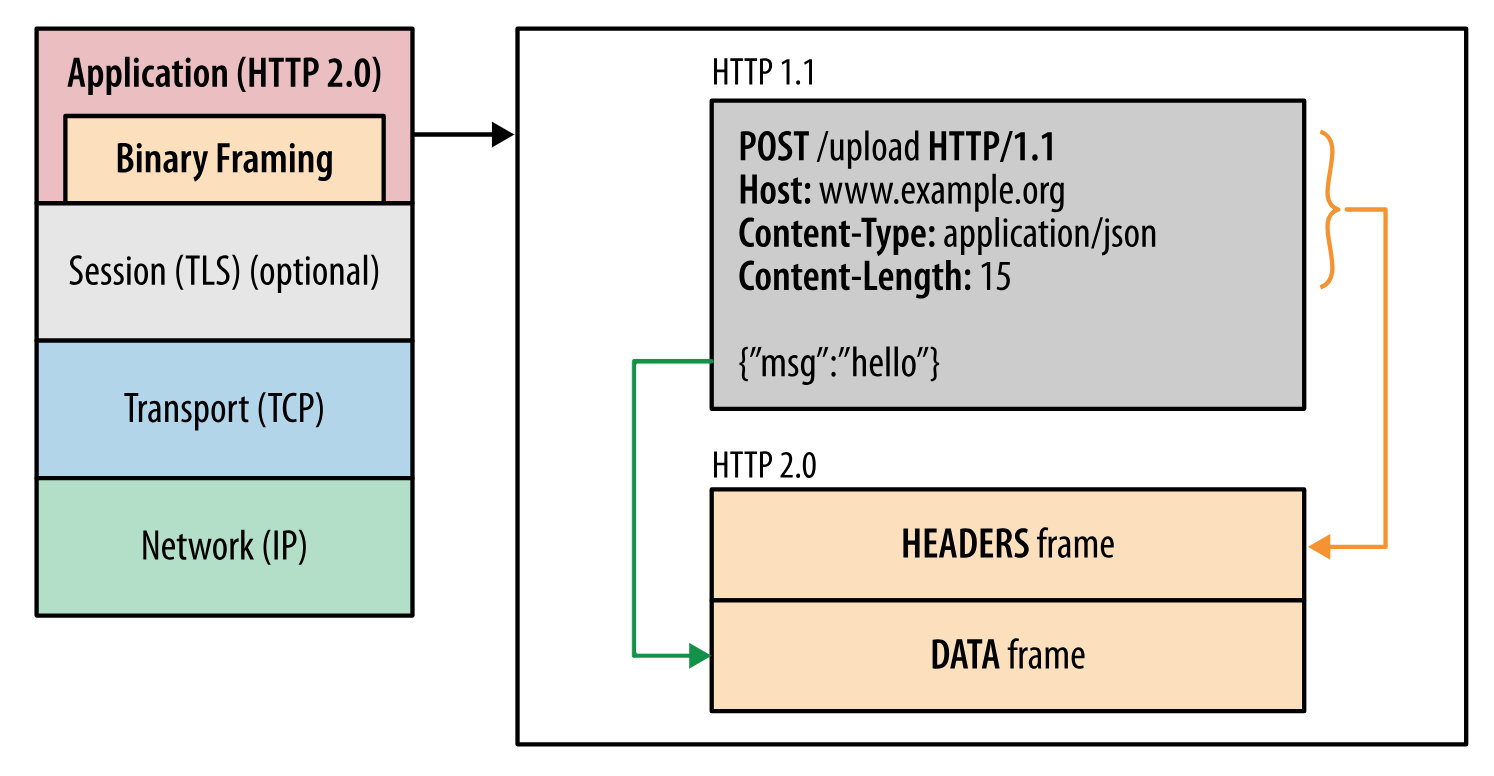 Application (HTTP 2.0)
Binary Framing
Session (TLS) (optional)
Transport (TCP)
Network (IP)
HTTP 1.1
POST /upload HTTP/1.1
Host: www.example.org
Content-Type: application/json
Content-Length: 15
{”msg”:”hello”}
HTTP 2.0
HEADERS frame
DATA frame